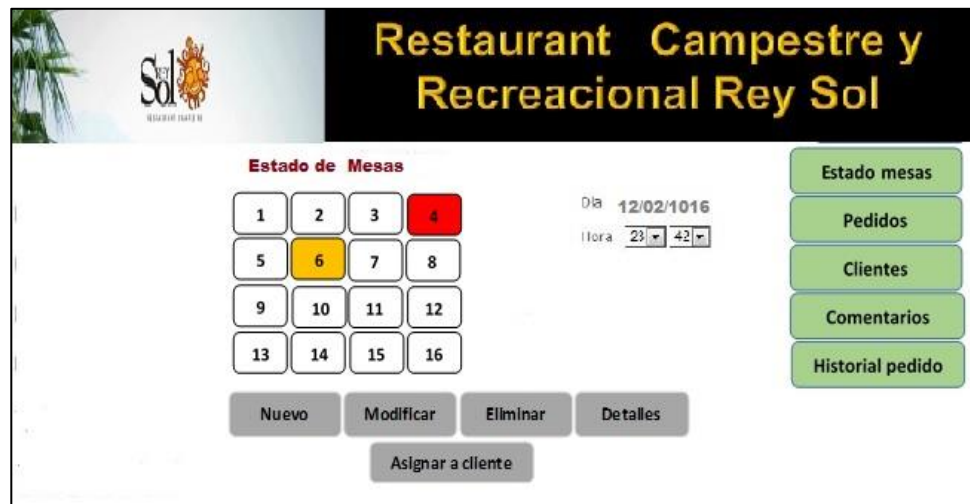 Restaurant Campestre y
Recreacional Rey Sol
REY
Sol
Estado de Mesas
1 2 3 4
5 6 7 8
9 10 11 12
13 14 15 16
Dia 12/02/1016
Hora 23 42
Nuevo Modificar Eliminar Detalles
Asignar a cliente
Estado mesas
Pedidos
Clientes
Comentarios
Historial pedido